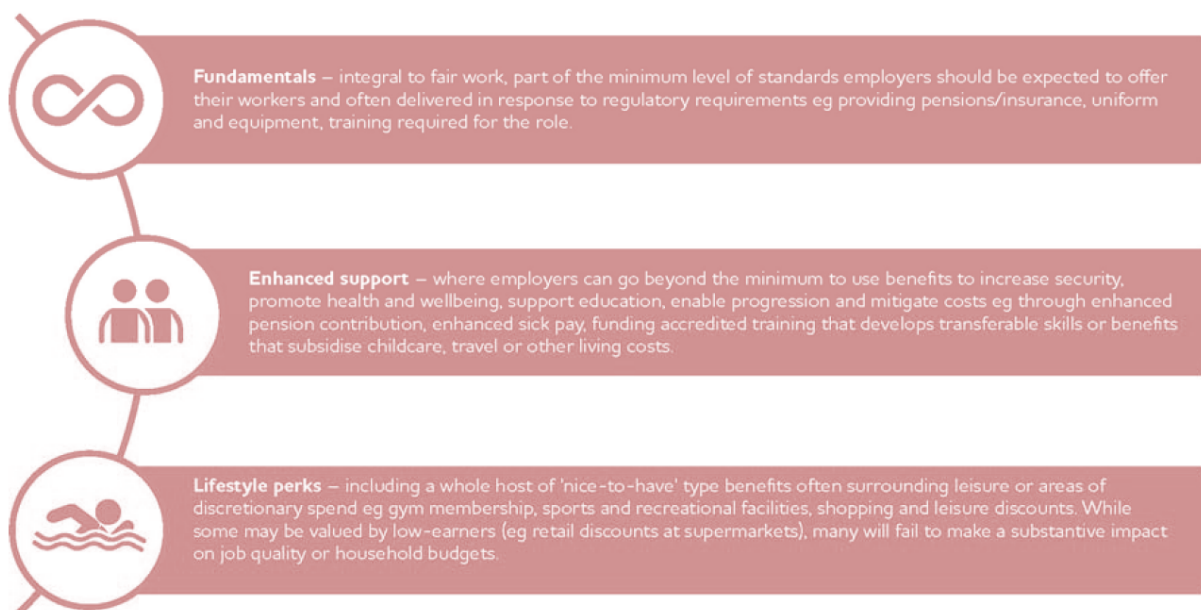 Fundamentals – integral to fair work, part of the minimum level of standards employers should be expected to offer
their workers and often delivered in response to regulatory requirements eg providing pensions/insurance, uniform
and equipment, training required for the role.
Enhanced support – where employers can go beyond the minimum to use benefits to increase security,
promote health and wellbeing, support education, enable progression and mitigate costs eg through enhanced
pension contribution, enhanced sick pay, funding accredited training that develops transferable skills or benefits
that subsidise childcare, travel or other living costs.
Lifestyle perks – including a whole host of 'nice-to-have' type benefits often surrounding leisure or areas of
discretionary spend eg gym membership, sports and recreational facilities, shopping and leisure discounts. While
some may be valued by low-earners (eg retail discounts at supermarkets), many will fail to make a substantive impact
on job quality or household budgets.